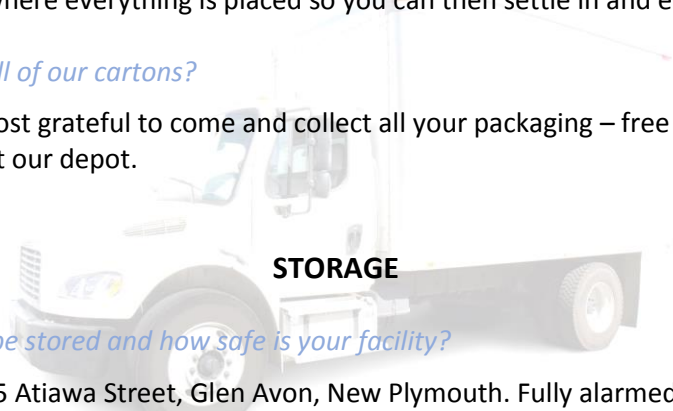 here everything is placed so you can then settle in and e
ll of our cartons?
ost grateful to come and collect all your packaging – free
t our depot.
STORAGE
be stored and how safe is your facility?
5 Atiawa Street, Glen Avon, New Plymouth. Fully alarmed